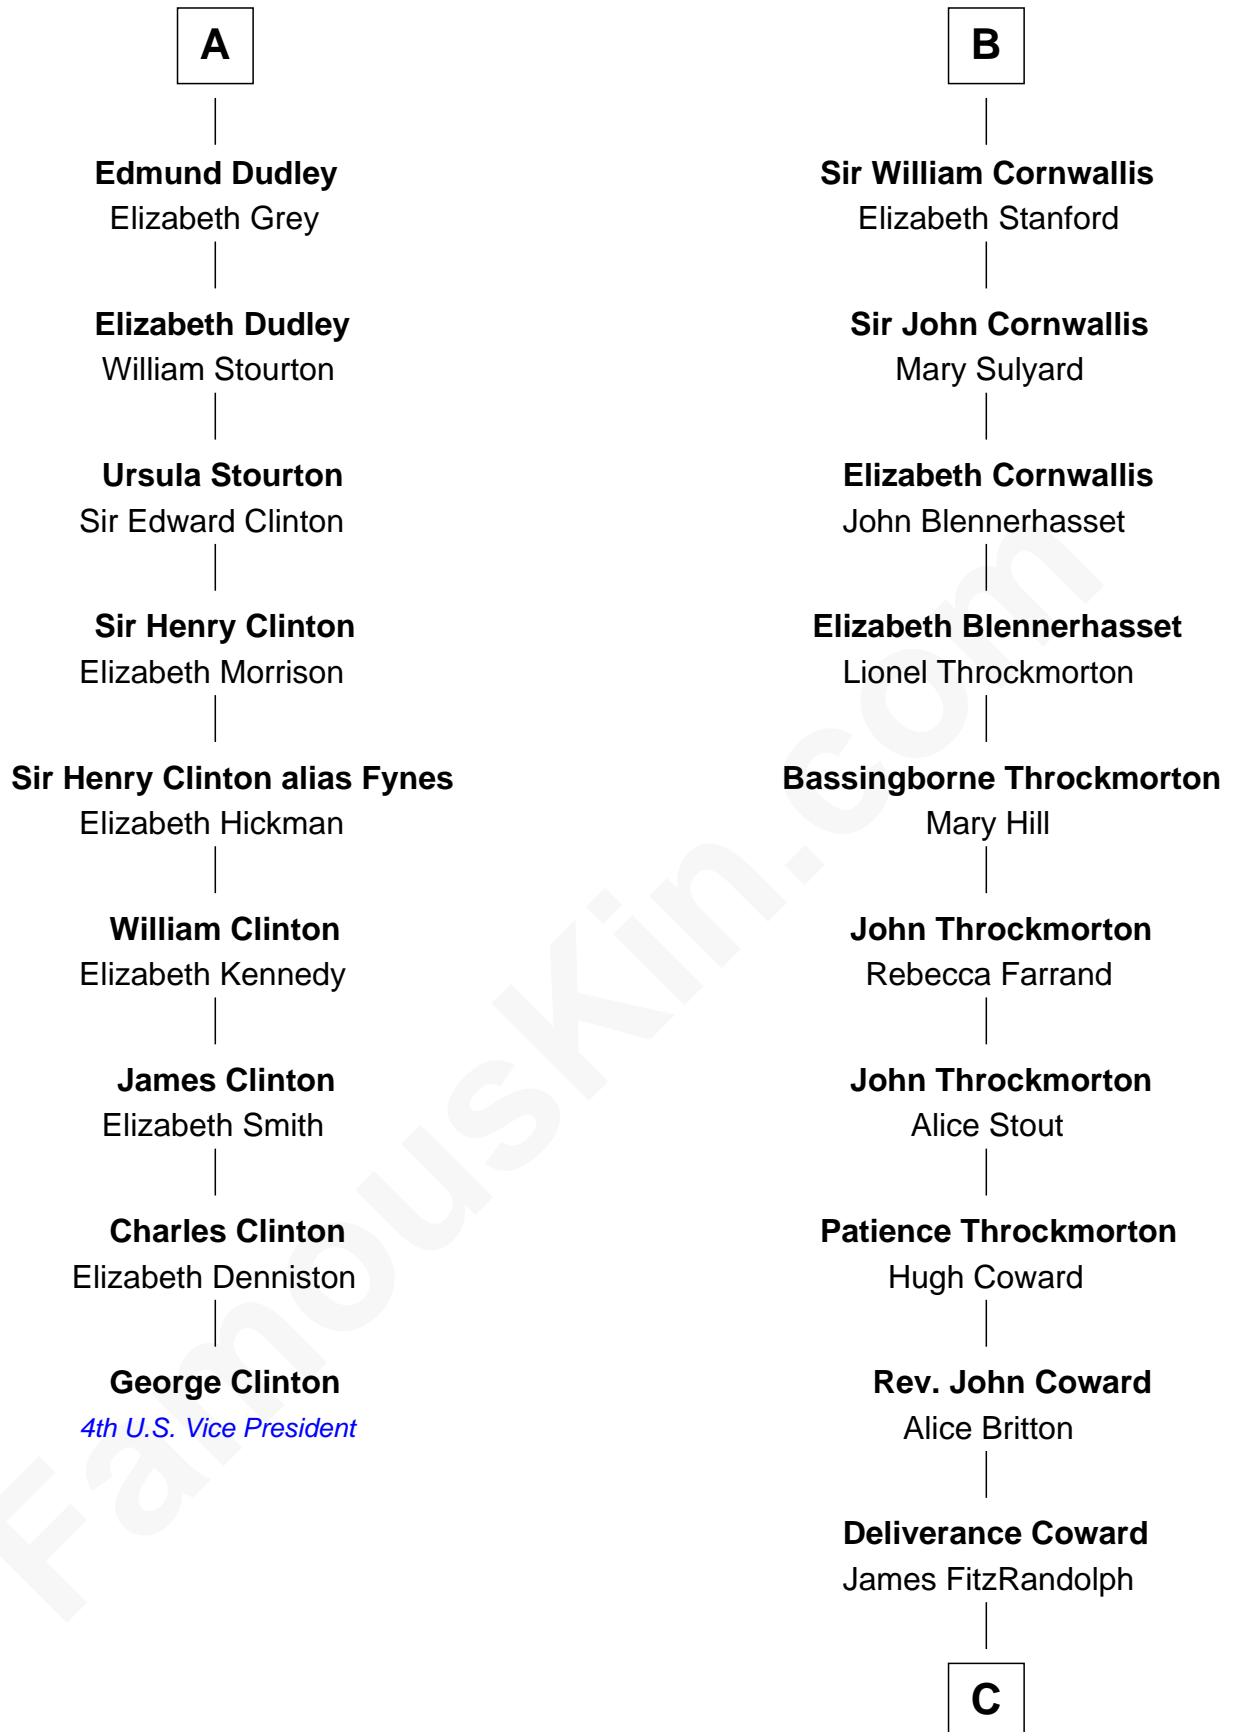 A
Edmund Dudley
Elizabeth Grey
Elizabeth Dudley
William Stourton
Ursula Stourton
Sir Edward Clinton
Sir Henry Clinton
Elizabeth Morrison
Sir Henry Clinton alias Fynes
Elizabeth Hickman
William Clinton
Elizabeth Kennedy
James Clinton
Elizabeth Smith
Charles Clinton
Elizabeth Denniston
George Clinton
4th U.S. Vice President
B
Sir William Cornwallis
Elizabeth Stanford
Sir John Cornwallis
Mary Sulyard
Elizabeth Cornwallis
John Blennerhasset
Elizabeth Blennerhasset
Lionel Throckmorton
Bassingborne Throckmorton
Mary Hill
John Throckmorton
Rebecca Farrand
John Throckmorton
Alice Stout
Patience Throckmorton
Hugh Coward
Rev. John Coward
Alice Britton
Deliverance Coward
James FitzRandolph
C
FamousKin.com